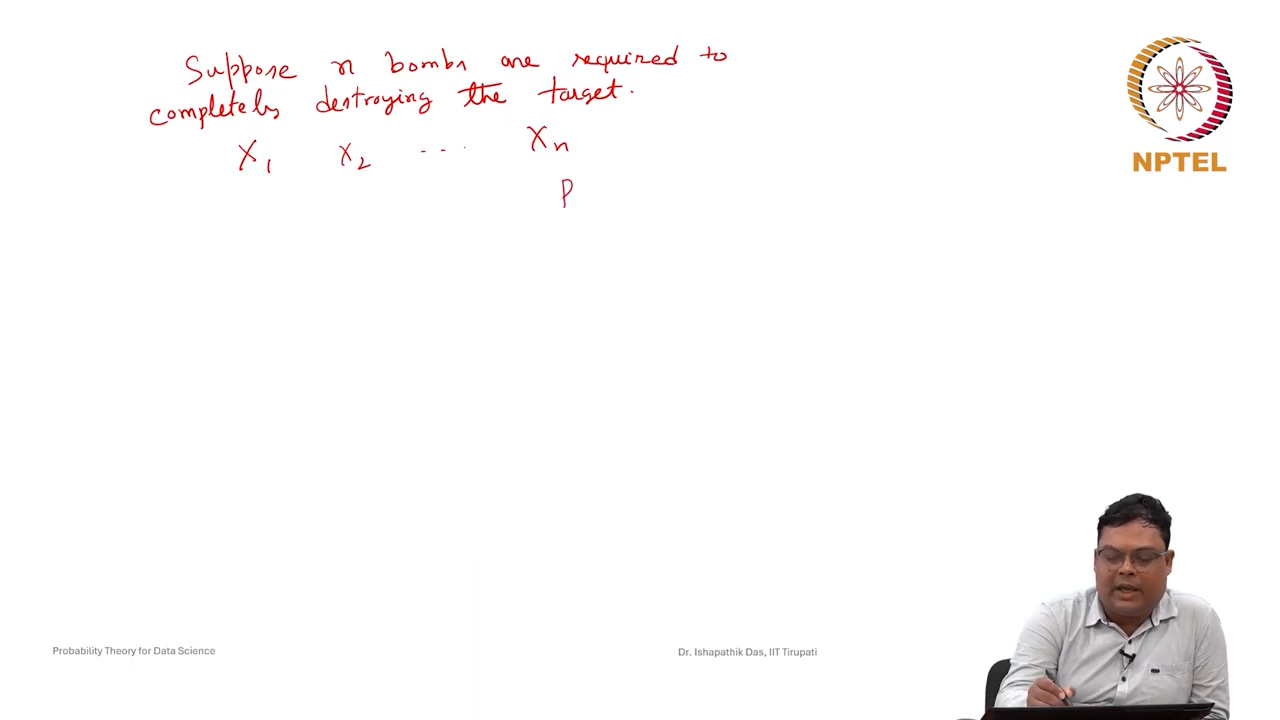 Suppose n bombs are required to
completely destroying the target.
X₁ X₂ ... Xₙ
P
NPTEL
Probability Theory for Data Science
Dr. Ishapathik Das, IIT Tirupati